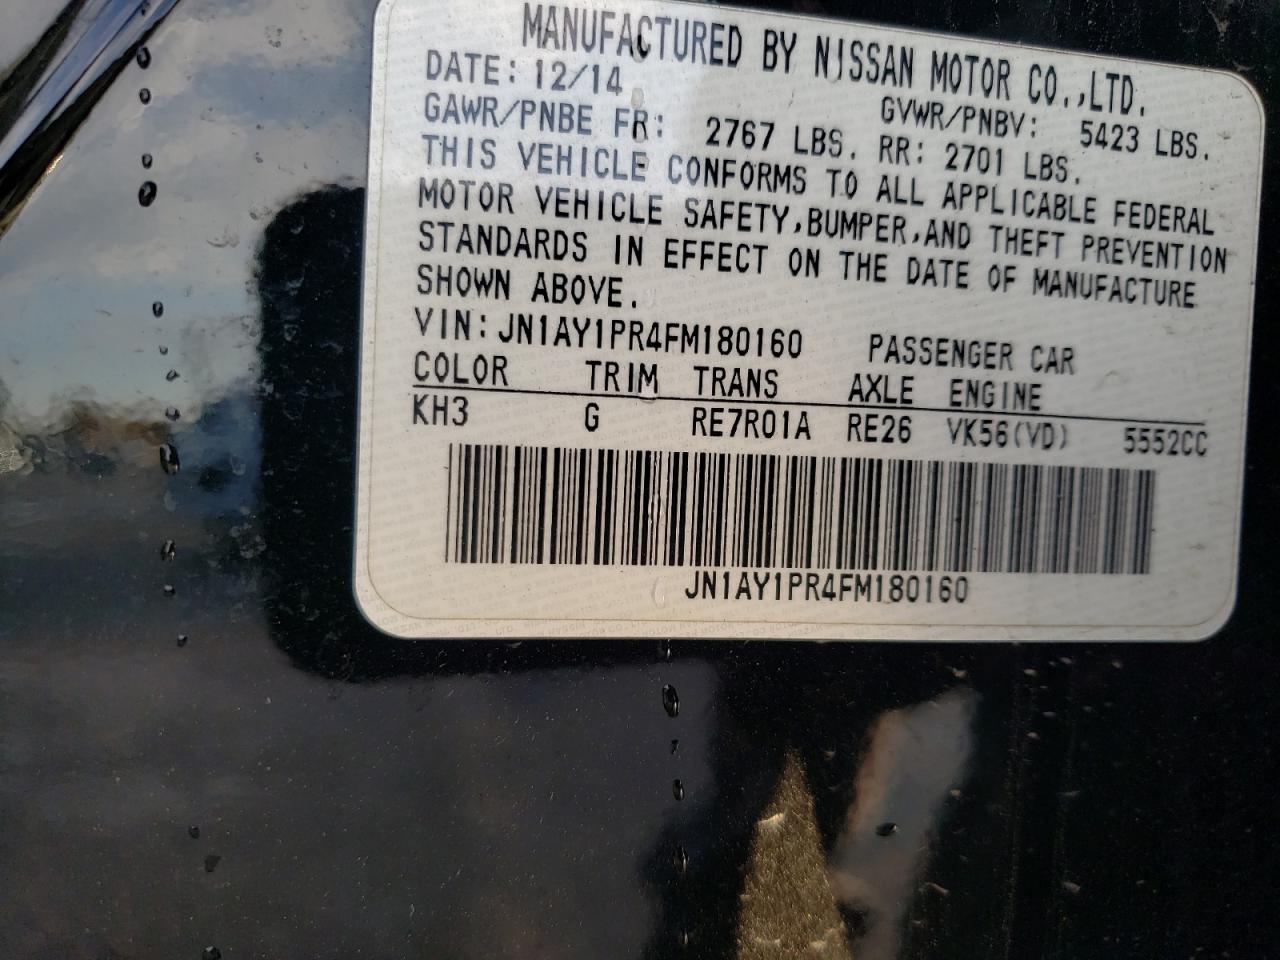 MANUFACTURED BY NISSAN MOTOR CO.,LTD.
DATE: 12/14 GVWR/PNBV: 5423 LBS.
GAWR/PNBE FR: 2767 LBS. RR: 2701 LBS.
THIS VEHICLE CONFORMS TO ALL APPLICABLE FEDERAL
MOTOR VEHICLE SAFETY,BUMPER,AND THEFT PREVENTION
STANDARDS IN EFFECT ON THE DATE OF MANUFACTURE
SHOWN ABOVE.
VIN: JN1AY1PR4FM180160 PASSENGER CAR
COLOR TRIM TRANS AXLE ENGINE
KH3 G RE7R01A RE26 VK56(VD) 5552CC
JN1AY1PR4FM180160